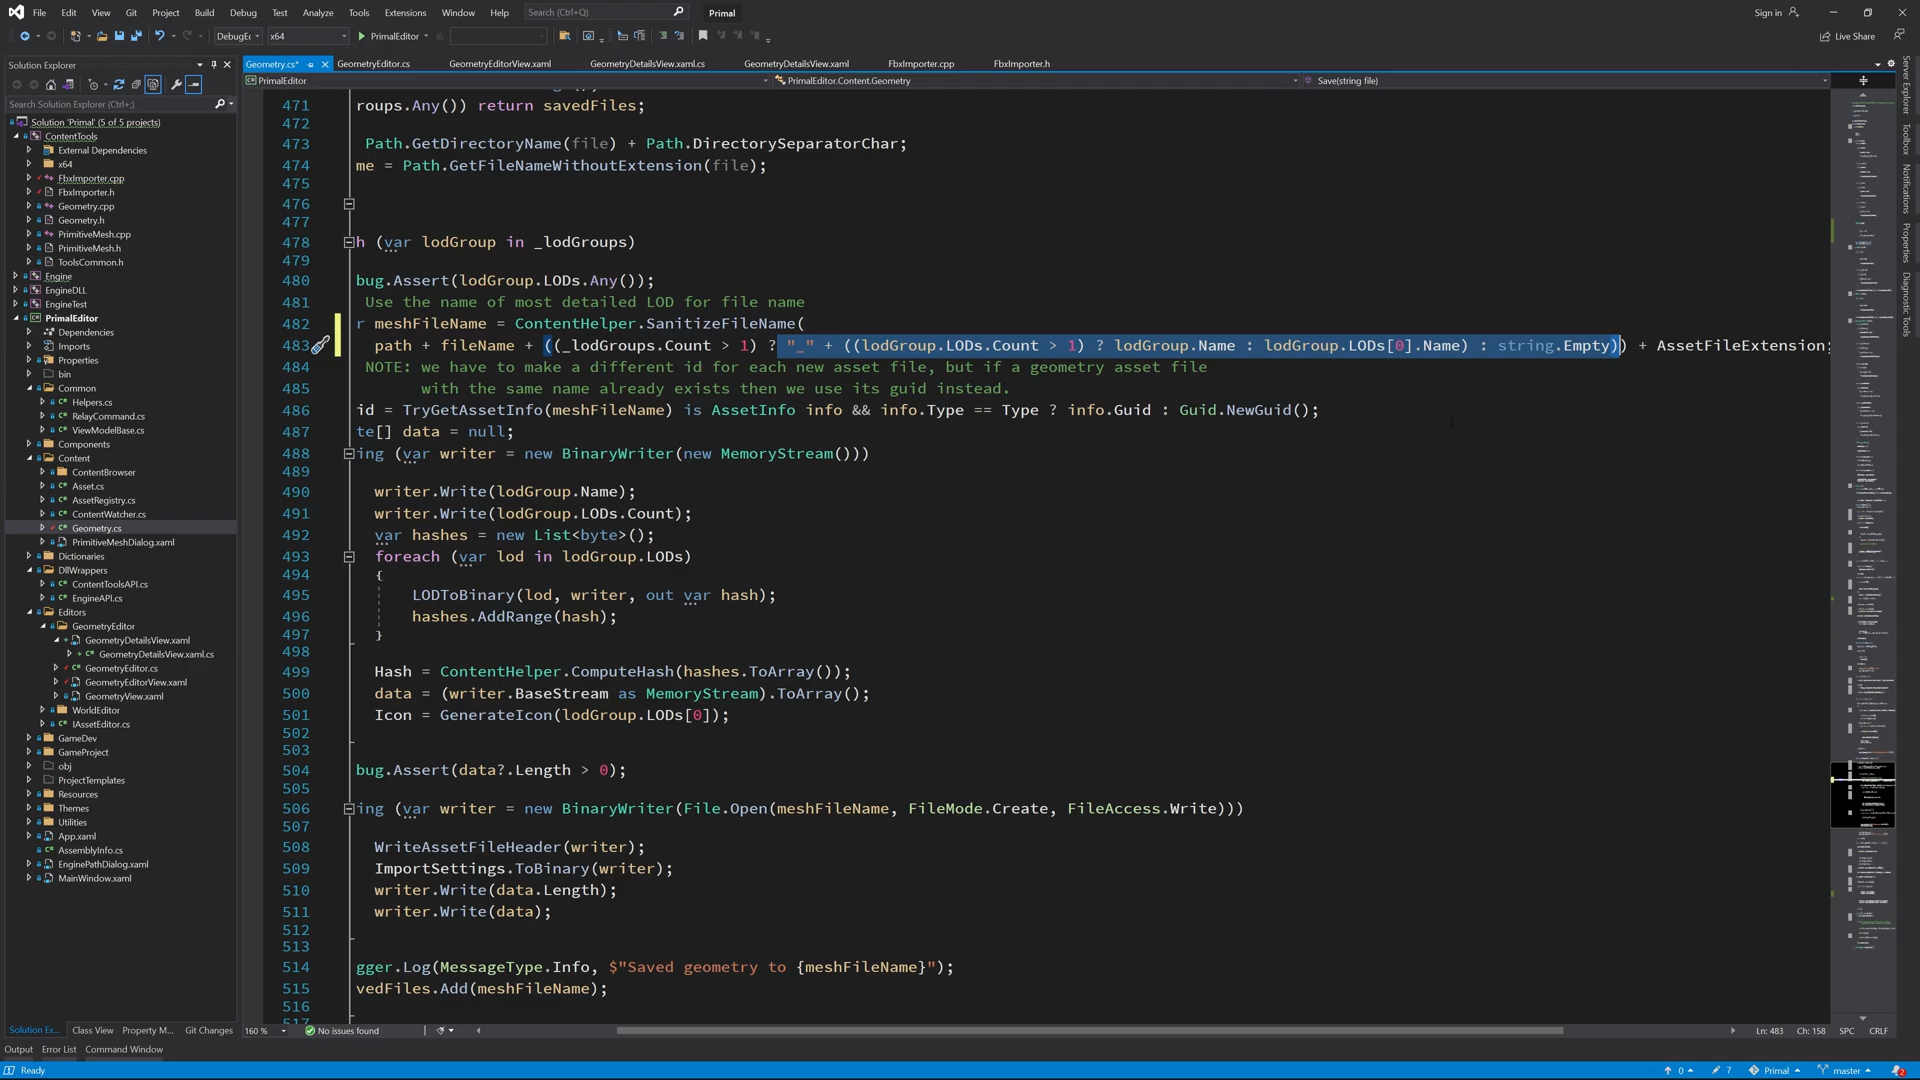 File Edit View Git Project Build Debug Test Analyze Tools Extensions Window Help Search (Ctrl+Q) Primal Sign in
Debug x64 PrimalEditor Live Share
Solution Explorer
Search Solution Explorer (Ctrl+;)
Solution 'Primal' (5 of 5 projects)
ContentTools
External Dependencies
x64
FbxImporter.cpp
FbxImporter.h
Geometry.cpp
Geometry.h
PrimitiveMesh.cpp
PrimitiveMesh.h
ToolsCommon.h
Engine
EngineDLL
EngineTest
PrimalEditor
Dependencies
Imports
Properties
bin
Common
Helpers.cs
RelayCommand.cs
ViewModelBase.cs
Components
Content
ContentBrowser
Asset.cs
AssetRegistry.cs
ContentWatcher.cs
Geometry.cs
PrimitiveMeshDialog.xaml
Dictionaries
DllWrappers
ContentToolsAPI.cs
EngineAPI.cs
Editors
GeometryEditor
GeometryDetailsView.xaml
GeometryDetailsView.xaml.cs
GeometryEditor.cs
GeometryEditorView.xaml
GeometryView.xaml
WorldEditor
IAssetEditor.cs
GameDev
GameProject
obj
ProjectTemplates
Resources
Themes
Utilities
App.xaml
AssemblyInfo.cs
EnginePathDialog.xaml
MainWindow.xaml
Solution Ex... Class View Property M... Git Changes
Geometry.cs* GeometryEditor.cs GeometryEditorView.xaml GeometryDetailsView.xaml.cs GeometryDetailsView.xaml FbxImporter.cpp FbxImporter.h
PrimalEditor PrimalEditor.Content.Geometry Save(string file)
471 roups.Any()) return savedFiles;
472
473 Path.GetDirectoryName(file) + Path.DirectorySeparatorChar;
474 me = Path.GetFileNameWithoutExtension(file);
475
476
477
478 h (var lodGroup in _lodGroups)
479
480 bug.Assert(lodGroup.LODs.Any());
481 Use the name of most detailed LOD for file name
482 r meshFileName = ContentHelper.SanitizeFileName(
483 path + fileName + ((_lodGroups.Count > 1) ? "_" + ((lodGroup.LODs.Count > 1) ? lodGroup.Name : lodGroup.LODs[0].Name) : string.Empty)) + AssetFileExtension;
484 NOTE: we have to make a different id for each new asset file, but if a geometry asset file
485 with the same name already exists then we use its guid instead.
486 id = TryGetAssetInfo(meshFileName) is AssetInfo info && info.Type == Type ? info.Guid : Guid.NewGuid();
487 te[] data = null;
488 ing (var writer = new BinaryWriter(new MemoryStream()))
489
490 writer.Write(lodGroup.Name);
491 writer.Write(lodGroup.LODs.Count);
492 var hashes = new List<byte>();
493 foreach (var lod in lodGroup.LODs)
494 {
495 LODToBinary(lod, writer, out var hash);
496 hashes.AddRange(hash);
497 }
498
499 Hash = ContentHelper.ComputeHash(hashes.ToArray());
500 data = (writer.BaseStream as MemoryStream).ToArray();
501 Icon = GenerateIcon(lodGroup.LODs[0]);
502
503
504 bug.Assert(data?.Length > 0);
505
506 ing (var writer = new BinaryWriter(File.Open(meshFileName, FileMode.Create, FileAccess.Write)))
507
508 WriteAssetFileHeader(writer);
509 ImportSettings.ToBinary(writer);
510 writer.Write(data.Length);
511 writer.Write(data);
512
513
514 gger.Log(MessageType.Info, $"Saved geometry to {meshFileName}");
515 vedFiles.Add(meshFileName);
516
517
160 % No issues found Ln: 483 Ch: 158 SPC CRLF
Server Explorer
Toolbox
Notifications
Properties
Diagnostic Tools
Output Error List Command Window
Ready 0 7 Primal master 2